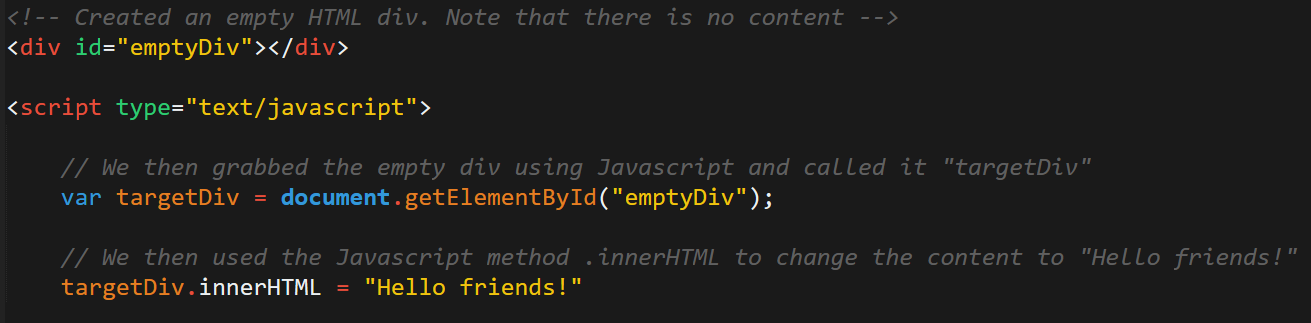 <!-- Created an empty HTML div. Note that there is no content -->
<div id="emptyDiv"></div>
<script type="text/javascript">
// We then grabbed the empty div using Javascript and called it "targetDiv"
var targetDiv = document.getElementById("emptyDiv");
// We then used the Javascript method .innerHTML to change the content to "Hello friends!"
targetDiv.innerHTML = "Hello friends!"